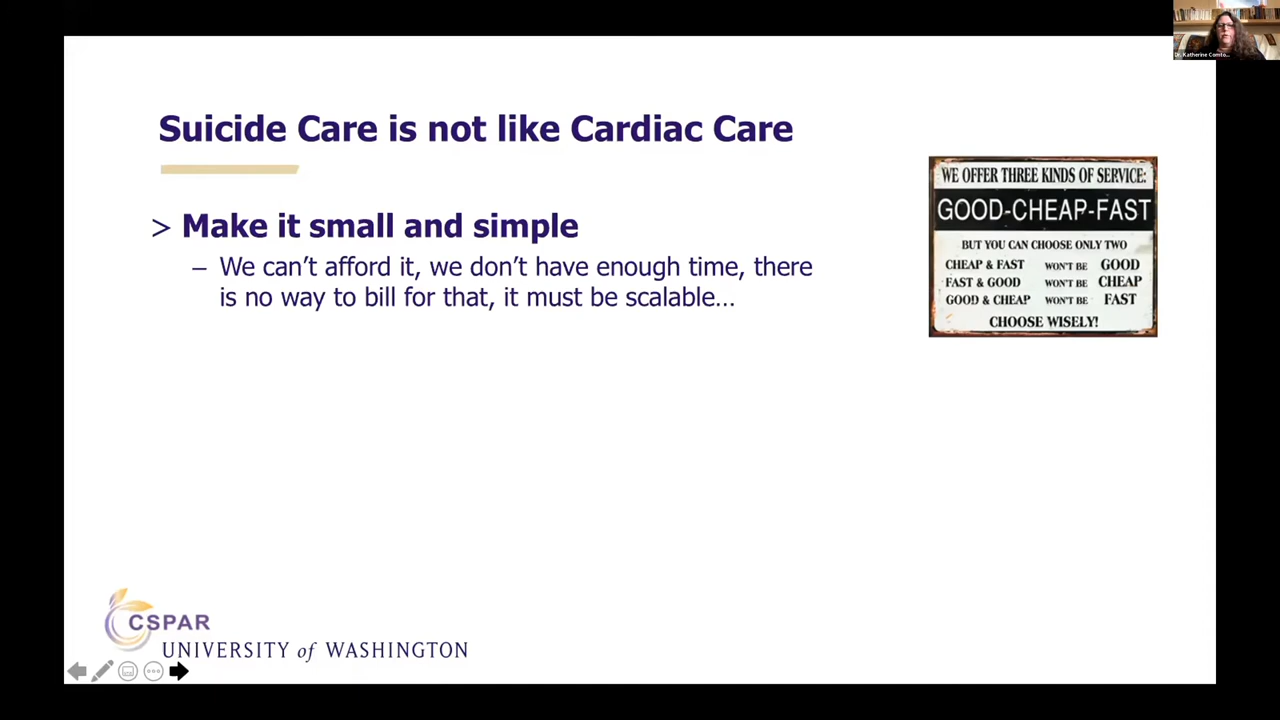 Dr. Katherine Comto...
Suicide Care is not like Cardiac Care
> Make it small and simple
– We can’t afford it, we don’t have enough time, there
is no way to bill for that, it must be scalable…
WE OFFER THREE KINDS OF SERVICE:
GOOD-CHEAP-FAST
BUT YOU CAN CHOOSE ONLY TWO
CHEAP & FAST WON'T BE GOOD
FAST & GOOD WON'T BE CHEAP
GOOD & CHEAP WON'T BE FAST
CHOOSE WISELY!
CSPAR
UNIVERSITY of WASHINGTON